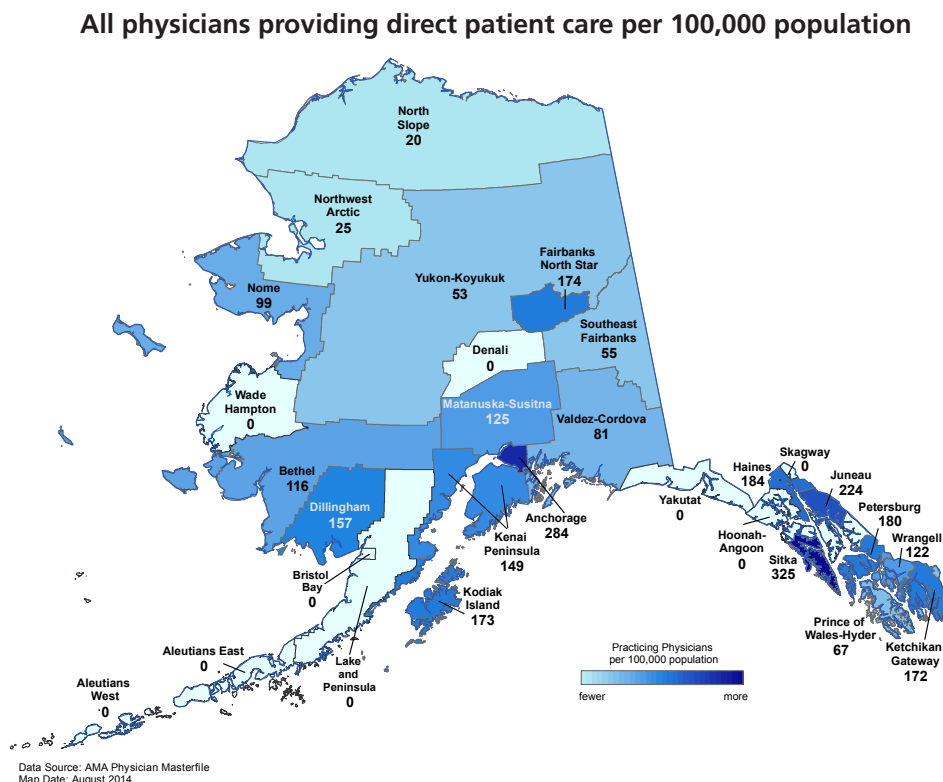 All physicians providing direct patient care per 100,000 population
North
Slope
20
Northwest
Arctic
25
Fairbanks
North Star
174
Yukon-Koyukuk
53
Nome
99
Southeast
Fairbanks
55
Denali
0
Wade
Hampton
0
Matanuska-Susitna
125
Valdez-Cordova
81
Bethel
116
Dillingham
157
Anchorage
284
Kenai
Peninsula
149
Bristol
Bay
0
Kodiak
Island
173
Aleutians East
0
Lake
and
Peninsula
0
Aleutians
West
0
Yakutat
0
Skagway
0
Haines
184
Juneau
224
Petersburg
180
Wrangell
122
Hoonah-
Angoon
0
Sitka
325
Prince of
Wales-Hyder
67
Ketchikan
Gateway
172
Practicing Physicians
per 100,000 population
fewer
more
Data Source: AMA Physician Masterfile
Map Date: August 2014